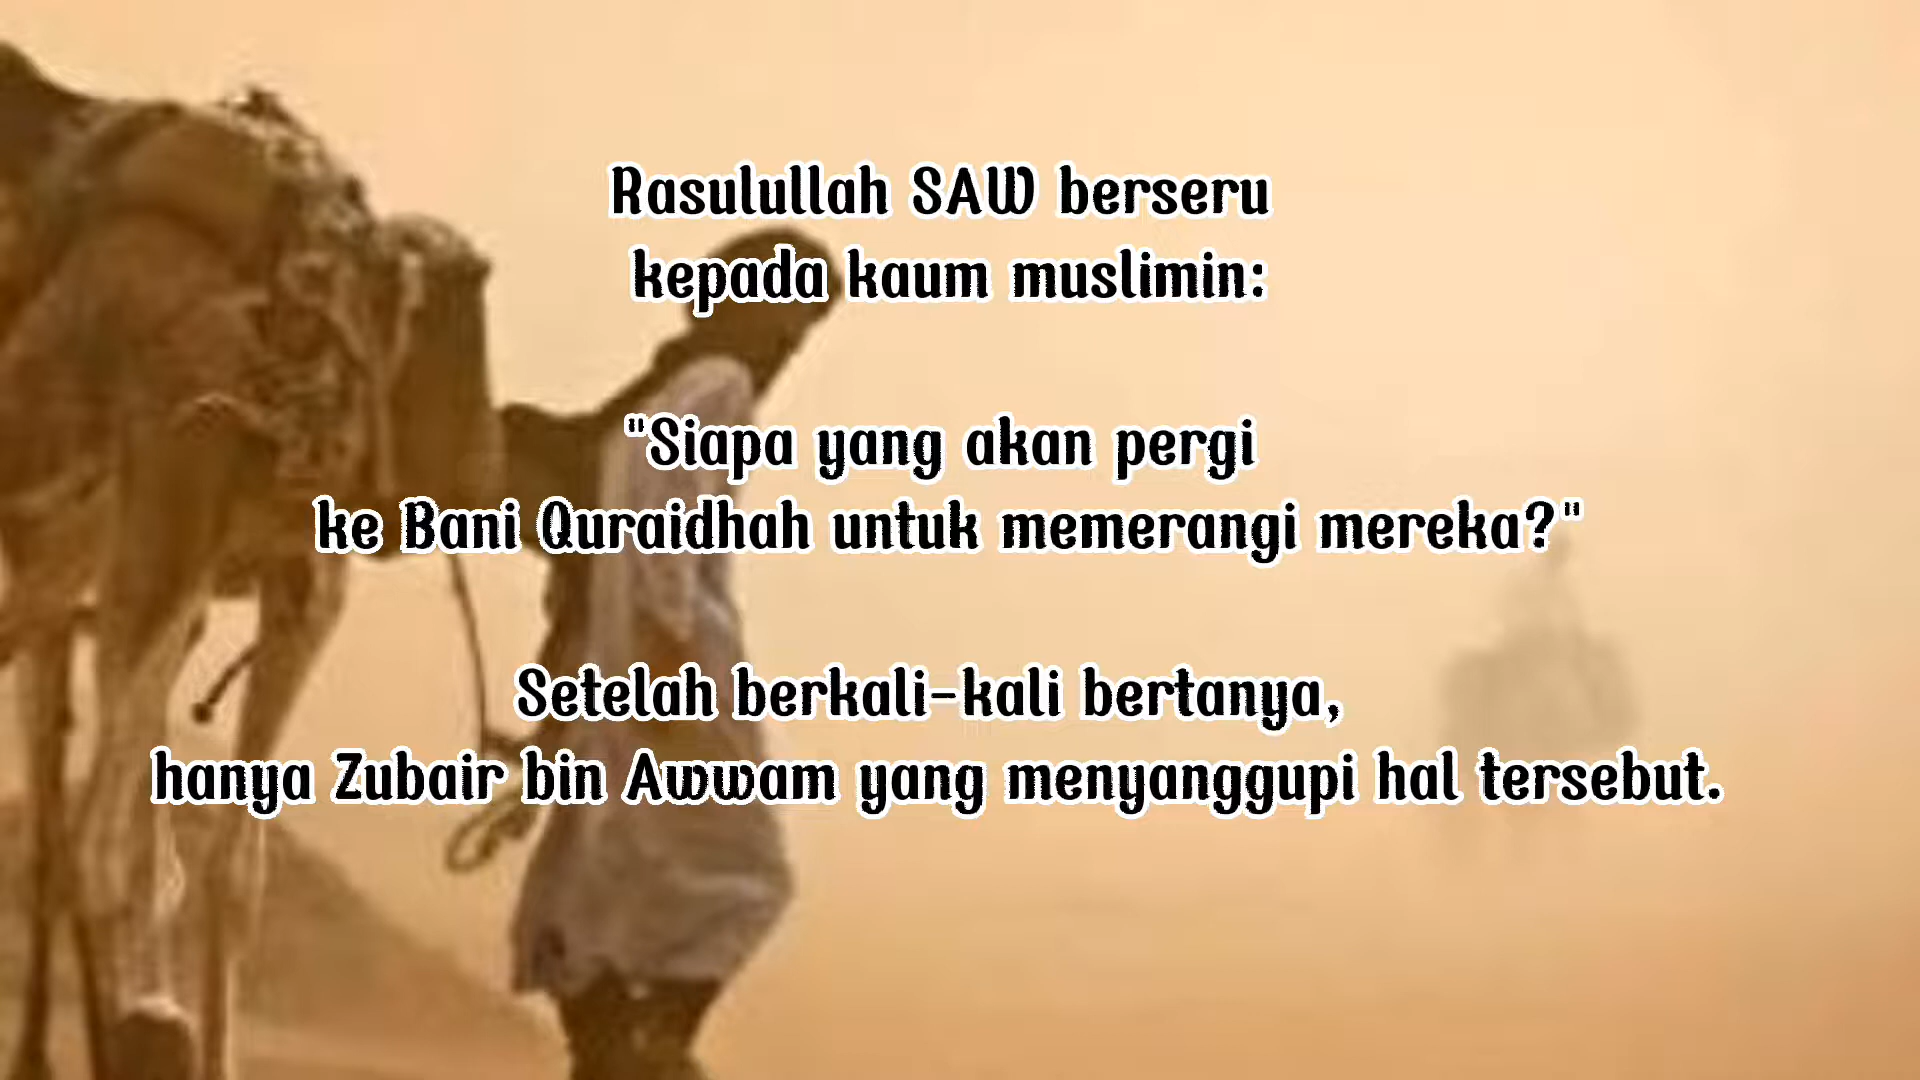 Rasulullah SAW berseru
kepada kaum muslimin:
"Siapa yang akan pergi
ke Bani Quraidhah untuk memerangi mereka?"
Setelah berkali-kali bertanya,
hanya Zubair bin Awwam yang menyanggupi hal tersebut.